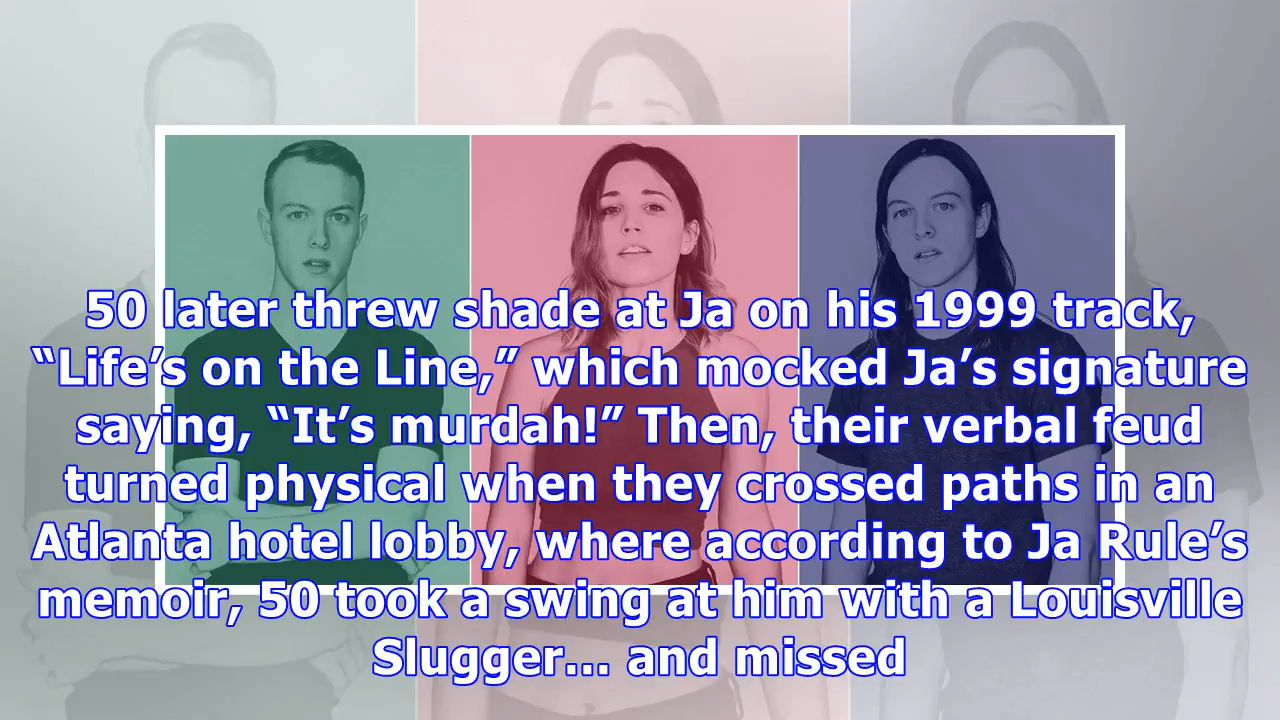 50 later threw shade at Ja on his 1999 track,
“Life’s on the Line,” which mocked Ja’s signature
saying, “It’s murdah!” Then, their verbal feud
turned physical when they crossed paths in an
Atlanta hotel lobby, where according to Ja Rule’s
memoir, 50 took a swing at him with a Louisville
Slugger... and missed